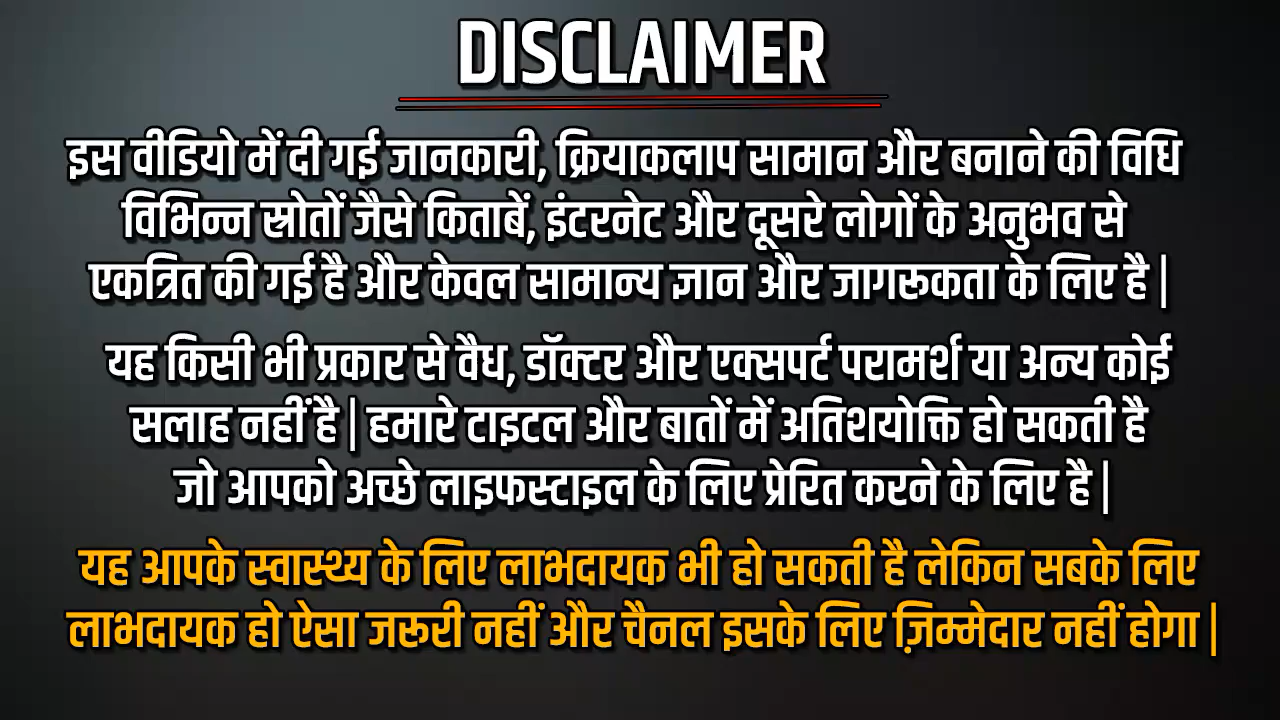 DISCLAIMER
इस वीडियो में दी गई जानकारी, क्रियाकलाप सामान और बनाने की विधि
विभिन्न स्रोतों जैसे किताबें, इंटरनेट और दूसरे लोगों के अनुभव से
एकत्रित की गई है और केवल सामान्य ज्ञान और जागरूकता के लिए है |
यह किसी भी प्रकार से वैध, डॉक्टर और एक्सपर्ट परामर्श या अन्य कोई
सलाह नहीं है | हमारे टाइटल और बातों में अतिशयोक्ति हो सकती है
जो आपको अच्छे लाइफस्टाइल के लिए प्रेरित करने के लिए है |
यह आपके स्वास्थ्य के लिए लाभदायक भी हो सकती है लेकिन सबके लिए
लाभदायक हो ऐसा जरूरी नहीं और चैनल इसके लिए ज़िम्मेदार नहीं होगा |